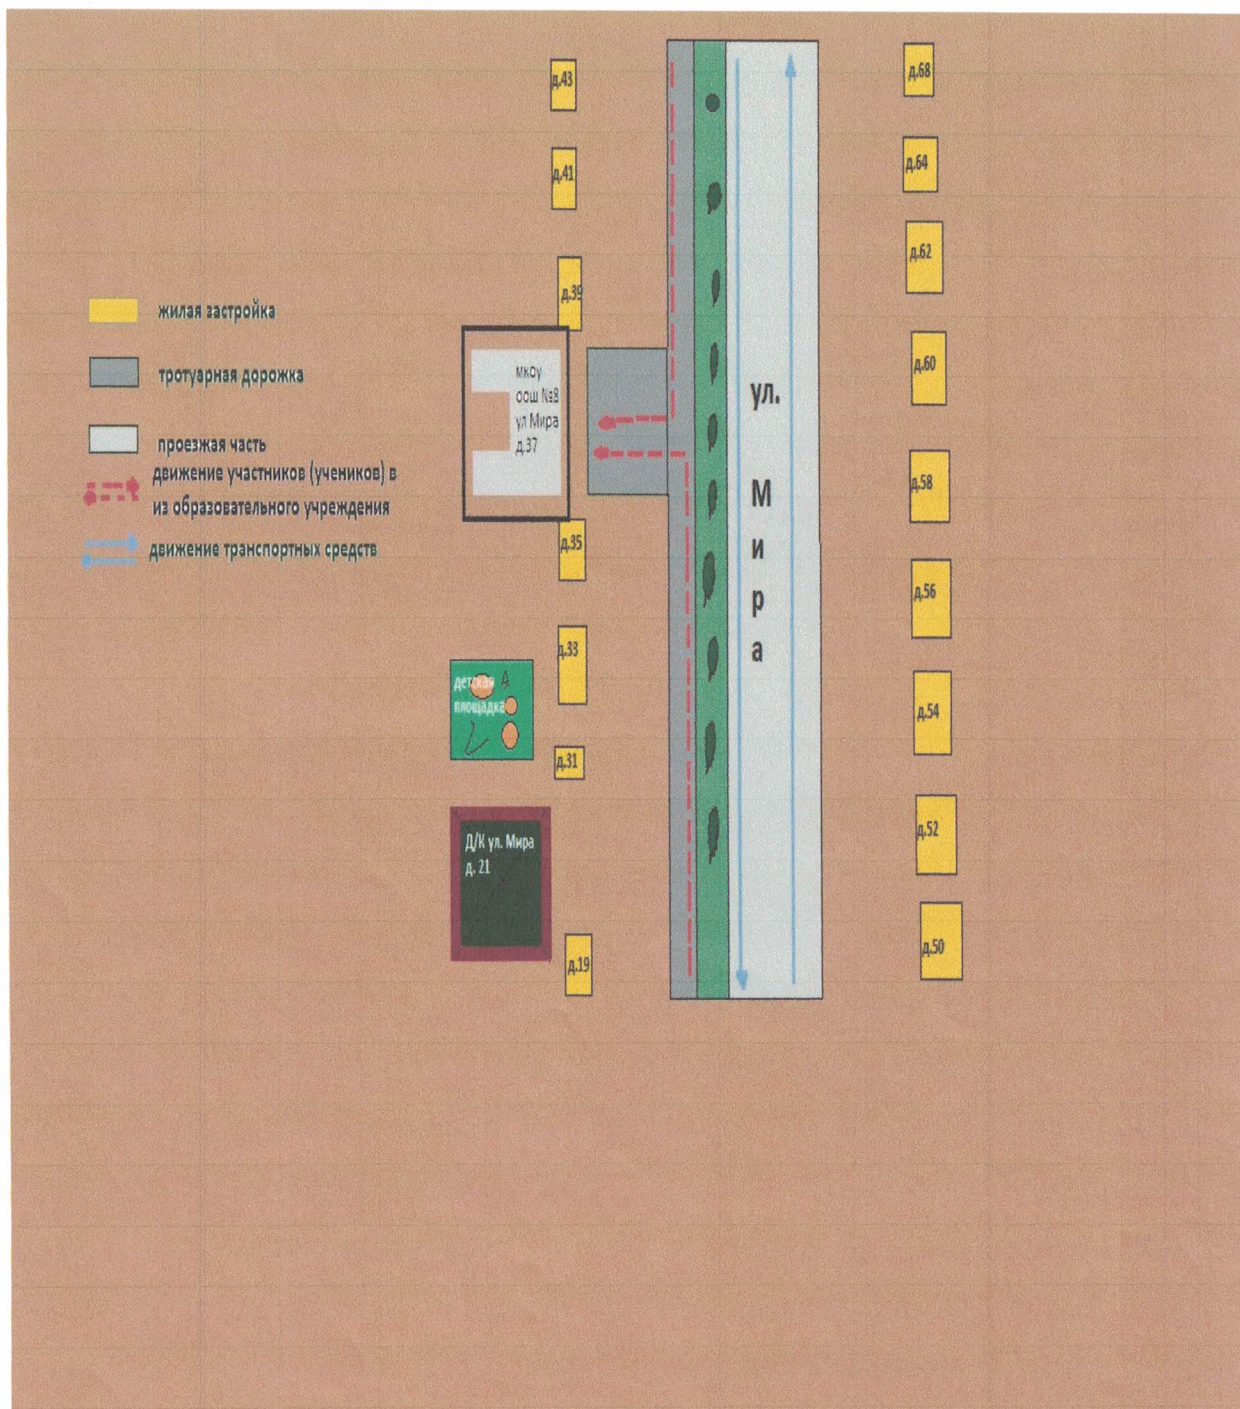 д.43
д.68
д.41
д.64
д.62
д.39
жилая застройка
тротуарная дорожка
проезжая часть
движение участников (учеников) в
из образовательного учреждения
движение транспортных средств
мкоу
оош №8
ул Мира
д.37
ул.
М
и
р
а
д.60
д.58
д.35
д.56
д.33
детская
площадка
д.54
д.31
Д/К ул. Мира
д. 21
д.52
д.19
д.50